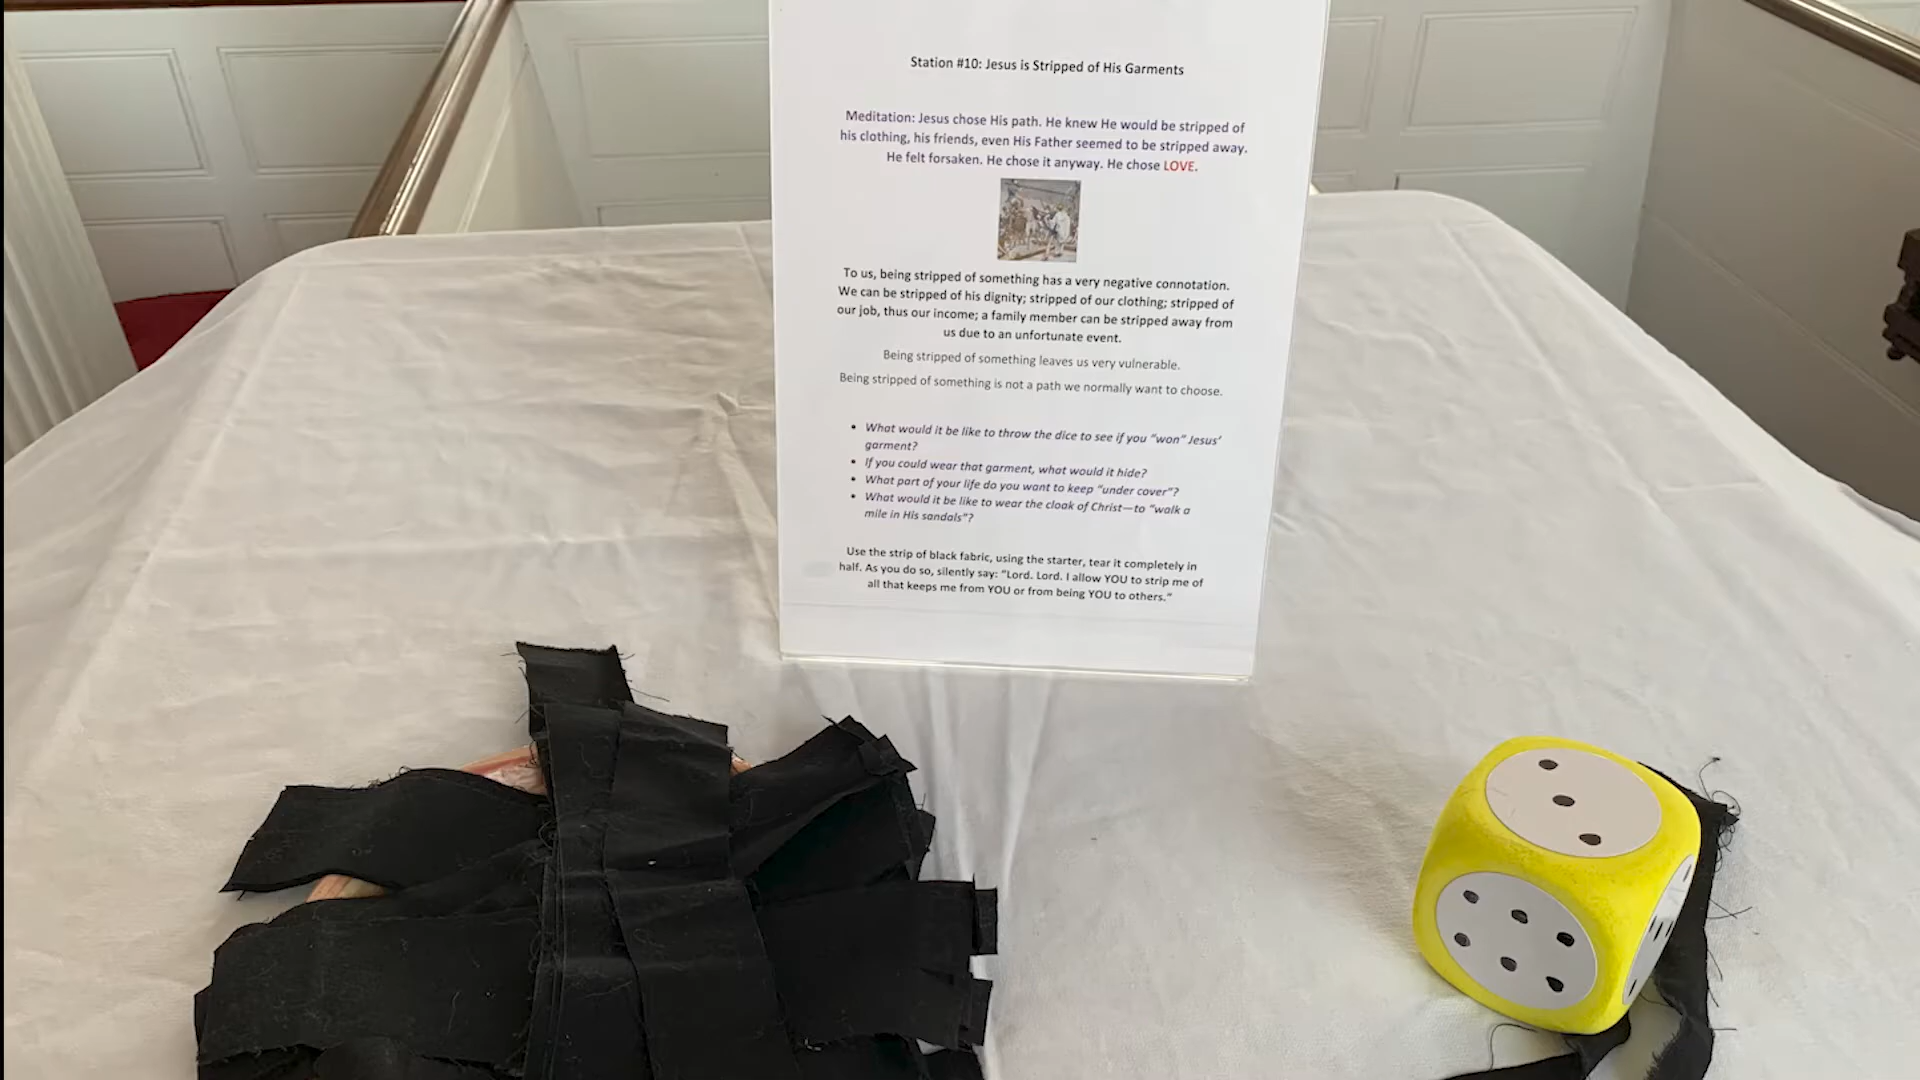 Station #10: Jesus is Stripped of His Garments
Meditation: Jesus chose His path. He knew He would be stripped of
his clothing, his friends, even His Father seemed to be stripped away.
He felt forsaken. He chose it anyway. He chose LOVE.
To us, being stripped of something has a very negative connotation.
We can be stripped of his dignity; stripped of our clothing; stripped of
our job, thus our income; a family member can be stripped away from
us due to an unfortunate event.
Being stripped of something leaves us very vulnerable.
Being stripped of something is not a path we normally want to choose.
• What would it be like to throw the dice to see if you "won" Jesus'
garment?
• If you could wear that garment, what would it hide?
• What part of your life do you want to keep "under cover"?
• What would it be like to wear the cloak of Christ—to "walk a
mile in His sandals"?
Use the strip of black fabric, using the starter, tear it completely in
half. As you do so, silently say: "Lord. Lord. I allow YOU to strip me of
all that keeps me from YOU or from being YOU to others."